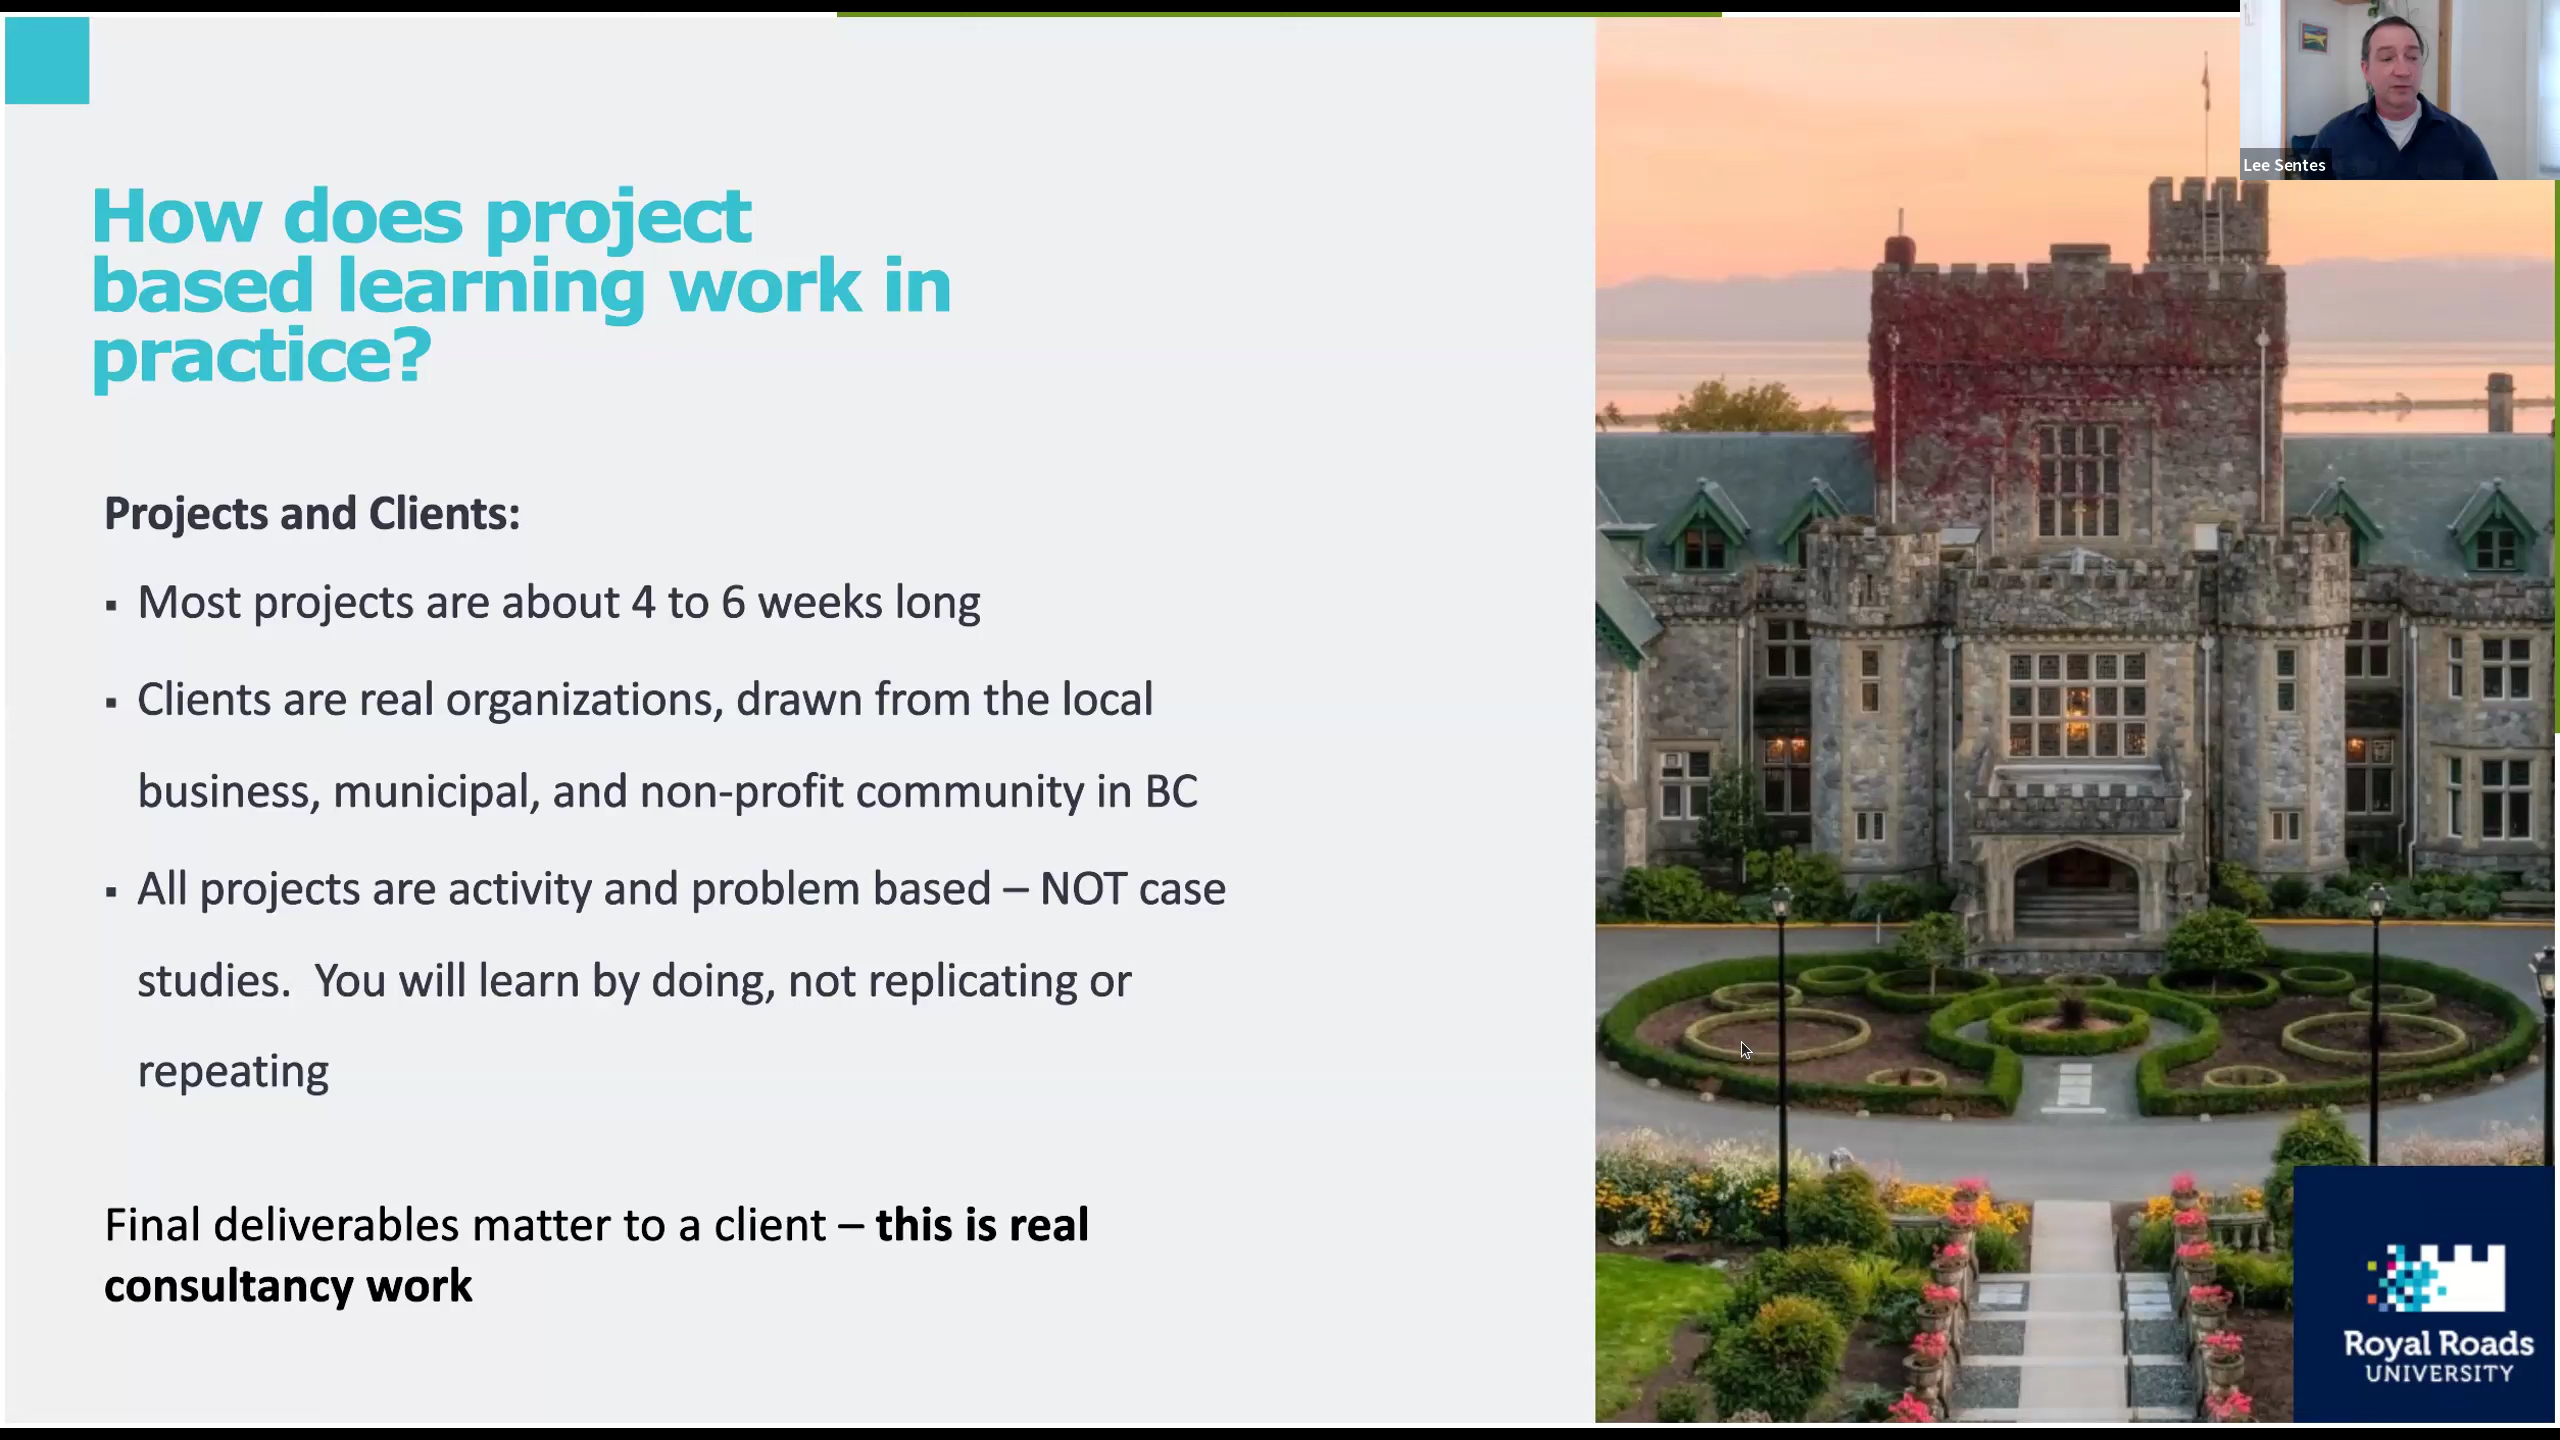 How does project
based learning work in
practice?
Projects and Clients:
▪ Most projects are about 4 to 6 weeks long
▪ Clients are real organizations, drawn from the local
business, municipal, and non-profit community in BC
▪ All projects are activity and problem based – NOT case
studies.  You will learn by doing, not replicating or
repeating
Final deliverables matter to a client – this is real
consultancy work
Lee Sentes
Royal Roads
UNIVERSITY